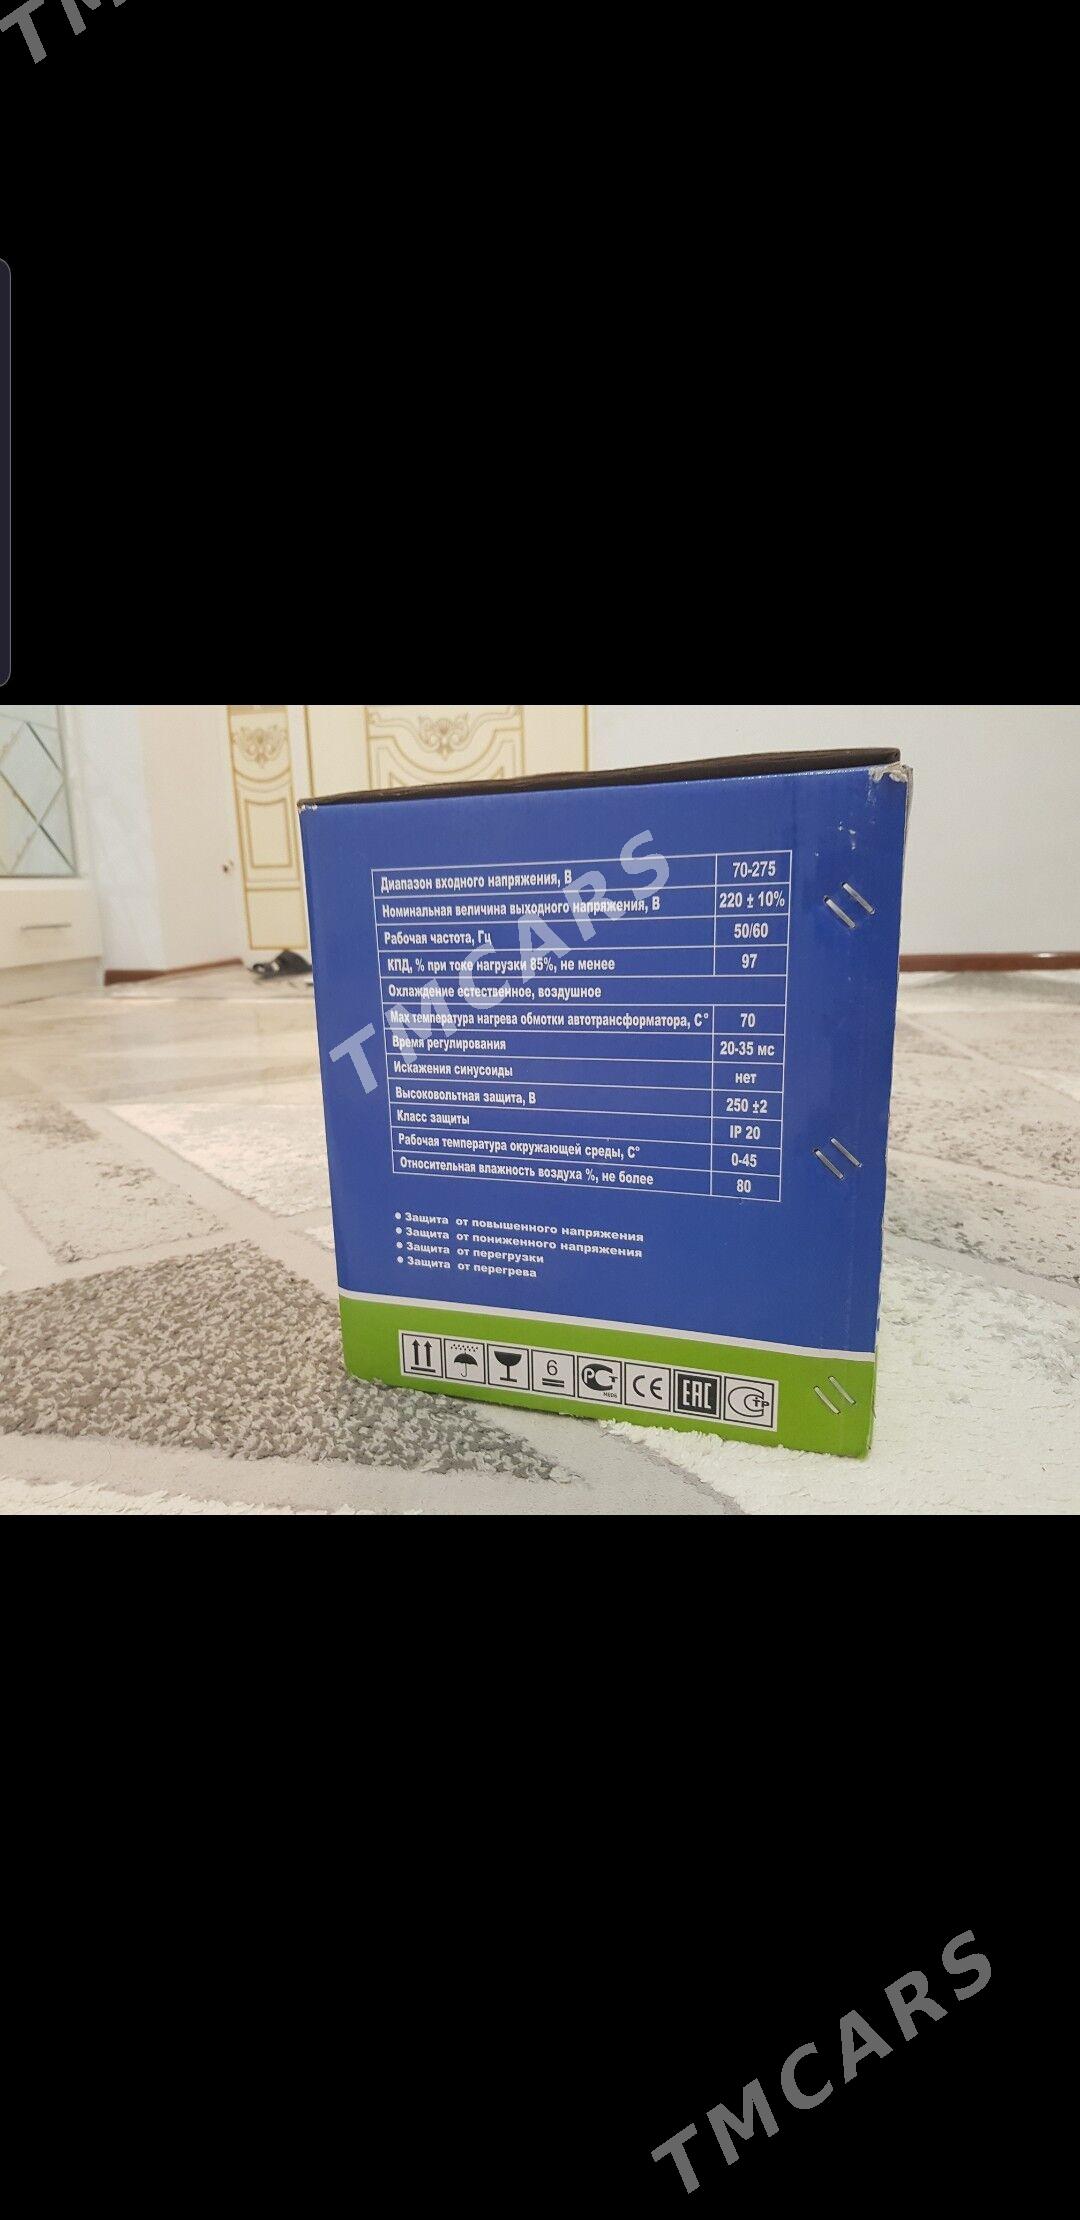 TM
Диапазон входного напряжения, В 70-275
Номинальная величина выходного напряжения, В 220 ± 10%
Рабочая частота, Гц 50/60
КПД, % при токе нагрузки 85%, не менее 97
Охлаждение естественное, воздушное
Мах температура нагрева обмотки автотрансформатора, С° 70
Время регулирования 20-35 мс
Искажения синусоиды нет
Высоковольтная защита, В 250 ±2
Класс защиты IP 20
Рабочая температура окружающей среды, С° 0-45
Относительная влажность воздуха %, не более 80
TMCARS
• Защита от повышенного напряжения
• Защита от пониженного напряжения
• Защита от перегрузки
• Защита от перегрева
6 РСТ CE EAC
TMCARS